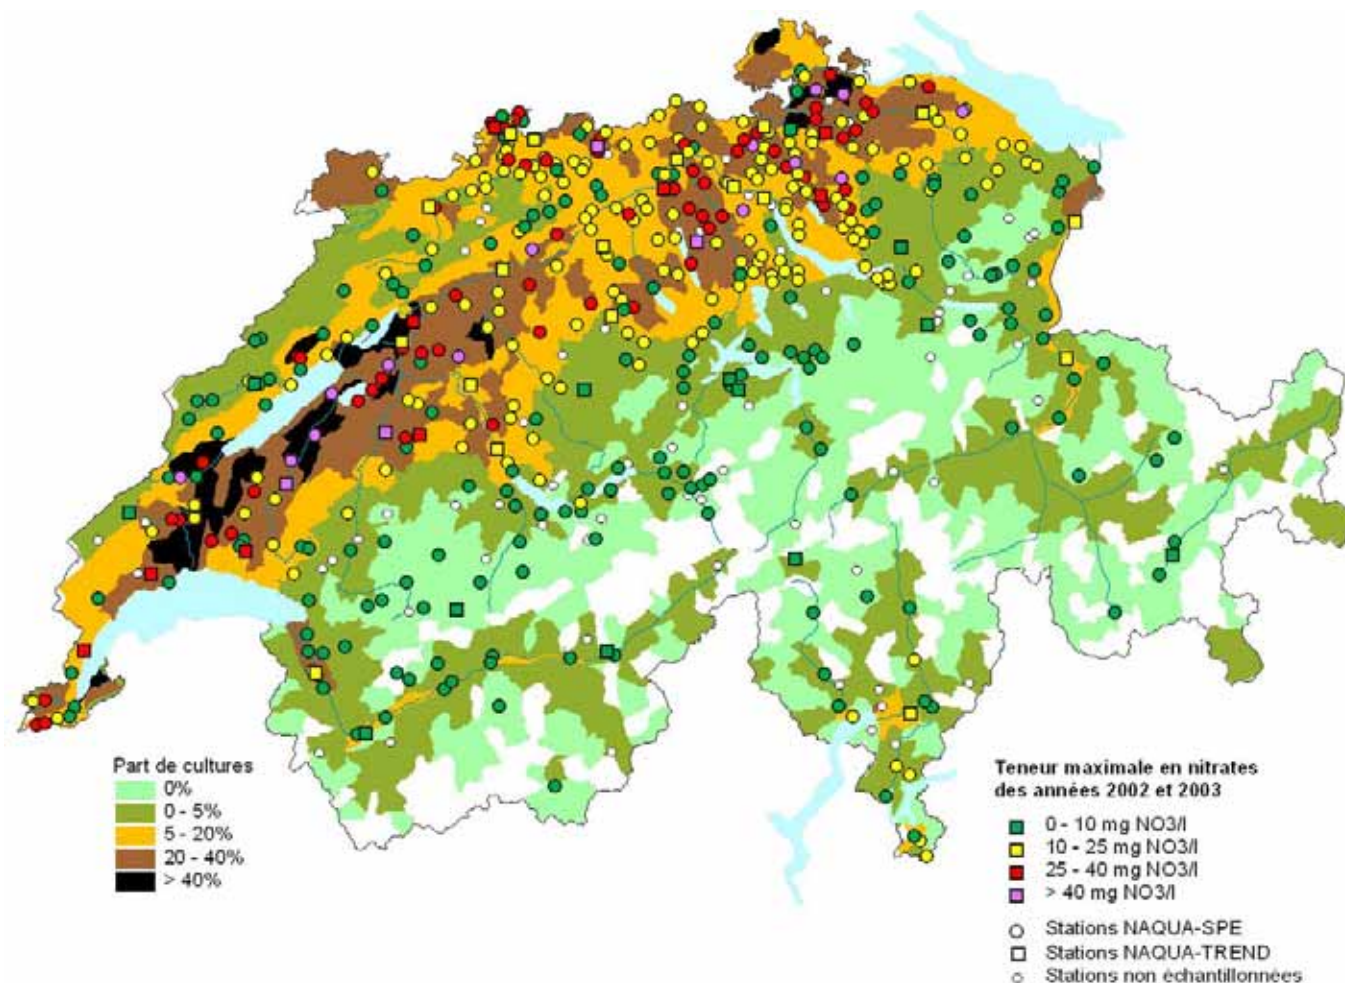 Part de cultures
0%
0 - 5%
5 - 20%
20 - 40%
> 40%
Teneur maximale en nitrates
des années 2002 et 2003
0 - 10 mg NO3/l
10 - 25 mg NO3/l
25 - 40 mg NO3/l
> 40 mg NO3/l
Stations NAQUA-SPE
Stations NAQUA-TREND
Stations non échantillonnées